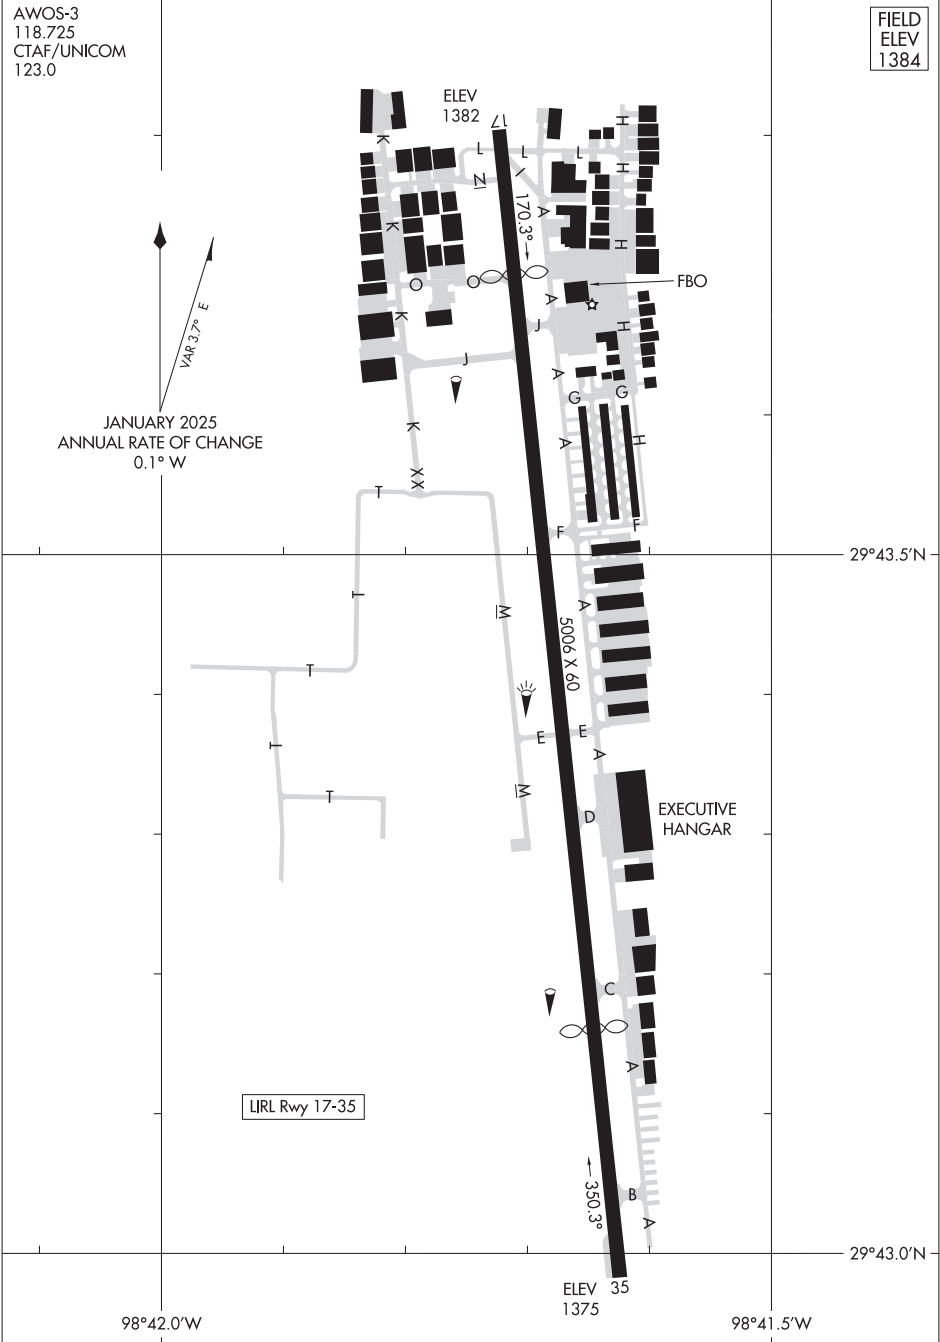 AWOS-3
118.725
CTAF/UNICOM
123.0
FIELD
ELEV
1384
ELEV
1382
17
K
L
L
L
H
H
I
N
A
170.3°
K
H
O
O
A
FBO
K
J
H
J
A
G
G
K
A
H
VAR 3.7° E
JANUARY 2025
ANNUAL RATE OF CHANGE
0.1° W
X
X
T
F
F
29°43.5'N
T
M
A
5006 X 60
T
E
E
A
T
M
T
D
EXECUTIVE
HANGAR
C
A
LIRL Rwy 17-35
350.3°
B
A
29°43.0'N
ELEV
1375
35
98°42.0'W
98°41.5'W